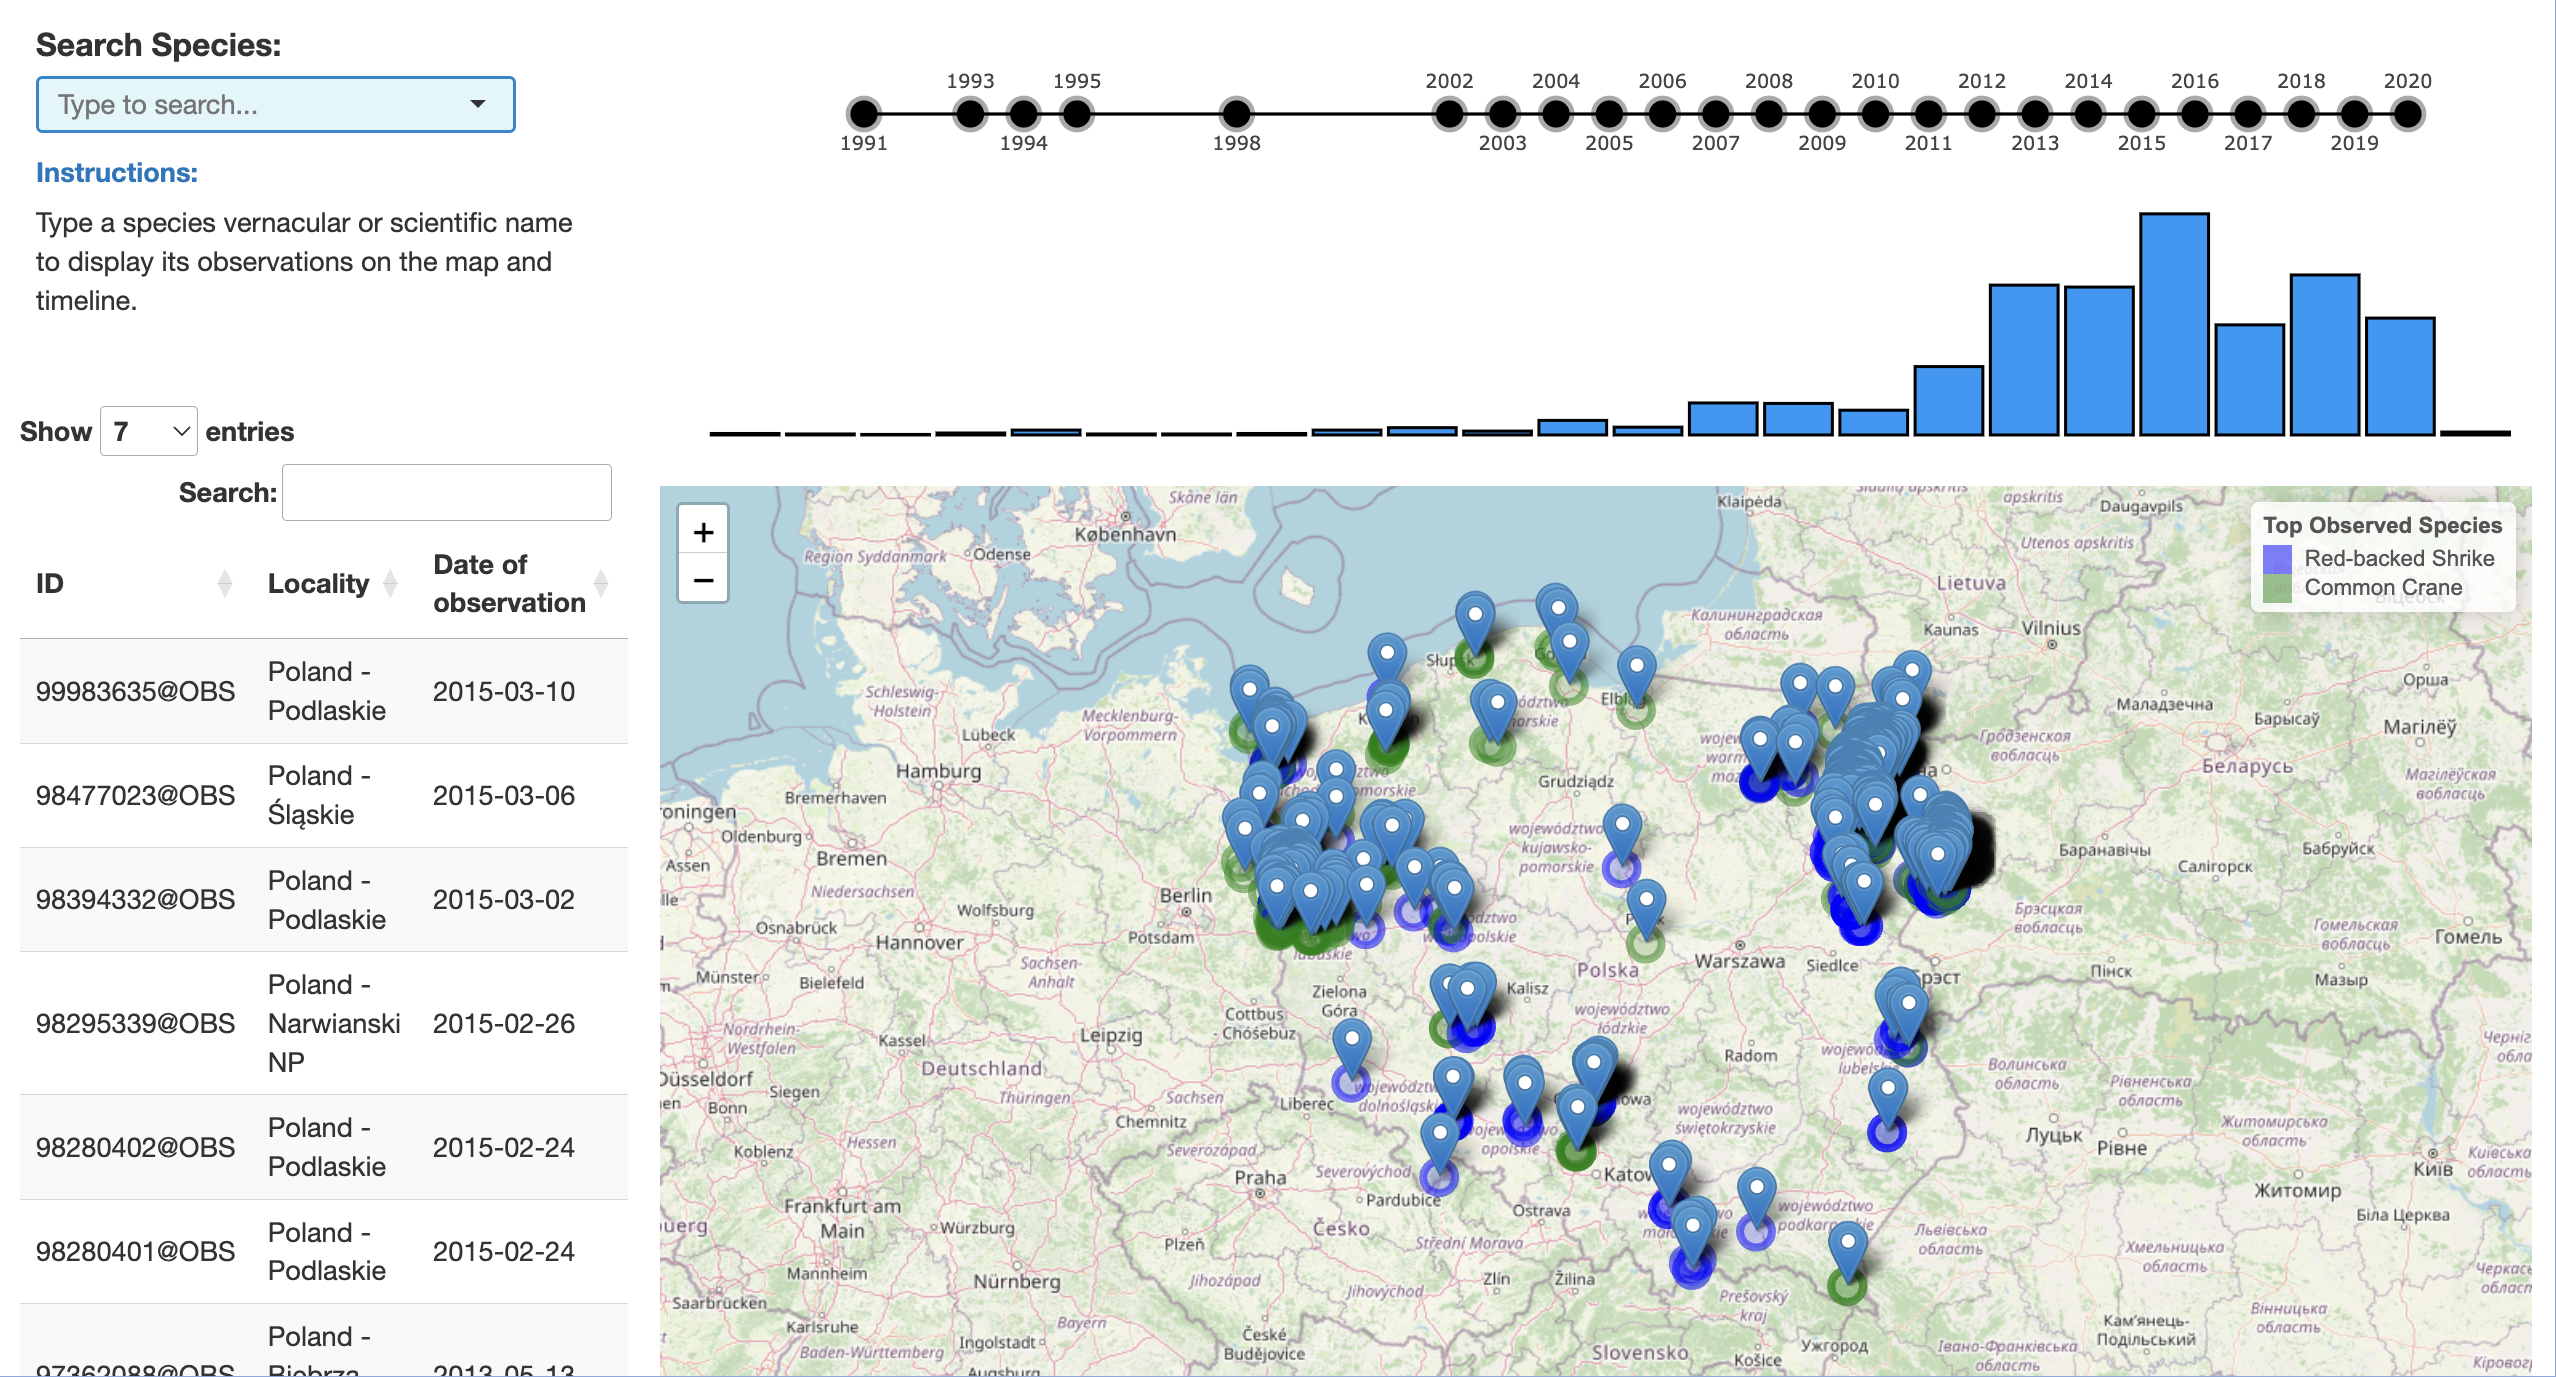 Search Species:
Type to search...
Instructions:
Type a species vernacular or scientific name
to display its observations on the map and
timeline.
1993 1995 2002 2004 2006 2008 2010 2012 2014 2016 2018 2020
1991 1994 1998 2003 2005 2007 2009 2011 2013 2015 2017 2019
Show 7 entries
Search:
ID Locality Date of
observation
99983635@OBS Poland -
Podlaskie 2015-03-10
98477023@OBS Poland -
Śląskie 2015-03-06
98394332@OBS Poland -
Podlaskie 2015-03-02
98295339@OBS Poland -
Narwianski
NP 2015-02-26
98280402@OBS Poland -
Podlaskie 2015-02-24
98280401@OBS Poland -
Podlaskie 2015-02-24
97362088@OBS Poland -
Biebrza 2013-05-13
+
−
Top Observed Species
Red-backed Shrike
Common Crane
Skåne län
Klaipėda
apskritis
Daugavpils
København
Region Syddanmark
Odense
Utenos apskritis
Lietuva
Калининградская
область
Kaunas
Vilnius
Słupsk
Schleswig-
Holstein
Mecklenburg-
Vorpommern
Lübeck
Hamburg
Орша
Маладзечна
Барысаў
Магілёў
Гродзенская
вобласць
Беларусь
Магілёўская
вобласць
Bremerhaven
Grudziądz
Oldenburg
Bremen
Assen
Niedersachsen
województwo
kujawsko-
pomorskie
Баранавічы
Салігорск
Бабруйск
Berlin
Wolfsburg
Osnabrück
Hannover
Potsdam
Брэсцкая
вобласць
Гомельская
вобласць
Гомель
Münster
Bielefeld
Sachsen-
Anhalt
Polska
Warszawa
Siedlce
Пінск
Мазыр
Zielona
Góra
Kalisz
Cottbus
- Chóśebuz
województwo
łódzkie
Nordrhein-
Westfalen
Kassel
Leipzig
Radom
Düsseldorf
Siegen
Deutschland
Волинська
область
Рівненська
область
Bonn
Thüringen
Sachsen
Chemnitz
Liberec
województwo
świętokrzyskie
Житомирська
область
Луцьк
Рівне
Hessen
Koblenz
Severozápad
Severovýchod
Praha
Pardubice
Київ
Київська
область
Житомир
Frankfurt am
Main
Würzburg
Česko
Ostrava
Střední Morava
Львівська
область
Біла Церква
Plzeň
Хмельницька
область
Mannheim
Nürnberg
Jihozápad
Jihovýchod
Zlín
Žilina
Prešovský
kraj
Saarbrücken
Karlsruhe
Bayern
Вінницька
область
Кам'янець-
Подільський
Ingolstadt
Baden-Württemberg
České
Budějovice
Slovensko
Košice
Ужгород
Івано-Франківська
область